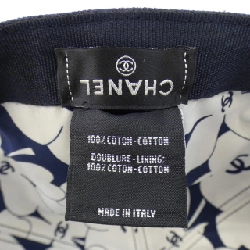 CHANEL
100% COTON-COTTON
DOUBLURE-LINING:
100% COTON-COTTON
MADE IN ITALY